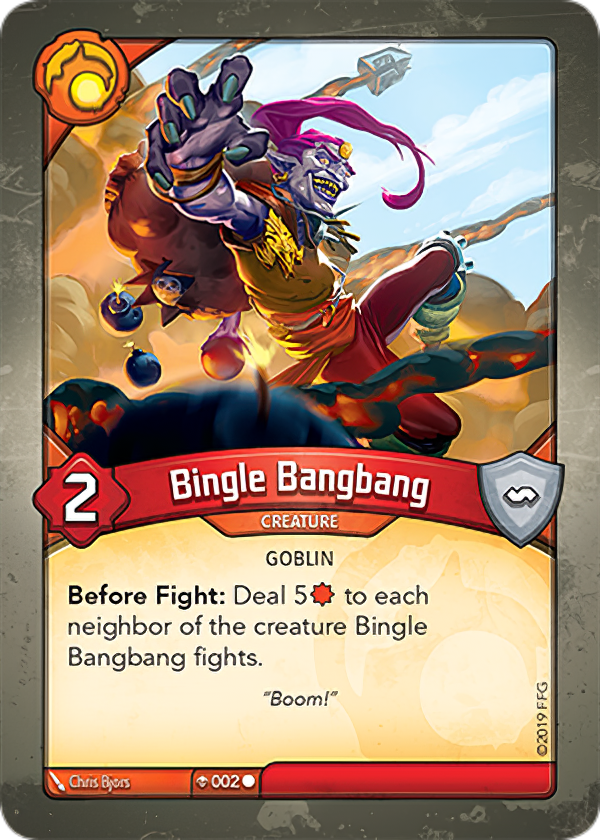 2
Bingle Bangbang
CREATURE
GOBLIN
Before Fight: Deal 5 to each
neighbor of the creature Bingle
Bangbang fights.
"Boom!"
©2019 FFG
Chris Bjors
002